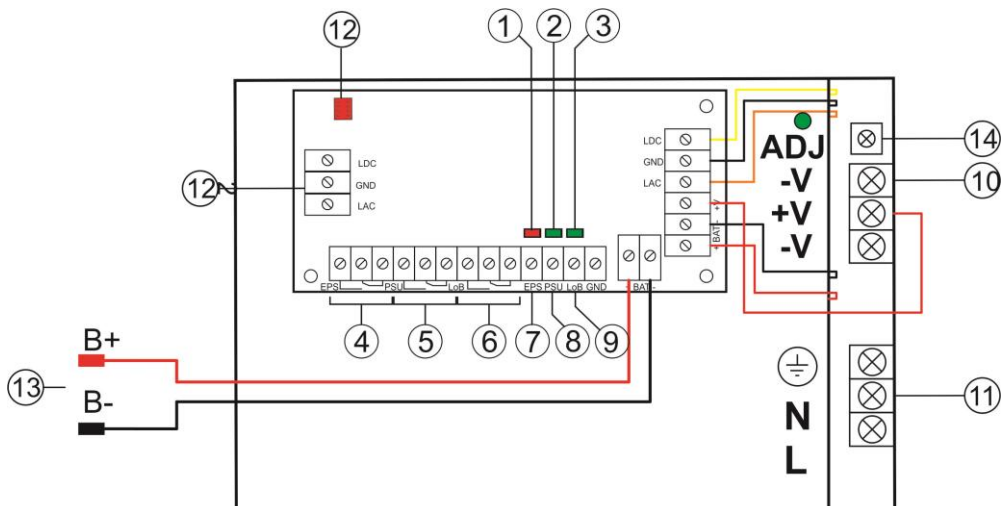 12
1
2
3
LDC
GND
LAC
LDC
GND
LAC
+V
- BAT +
ADJ
-V
+V
-V
14
10
12
EPS
PSU
LoB
EPS PSU LoB GND
+ BAT -
4
5
6
7
8
9
B+
13
B-
N
L
11